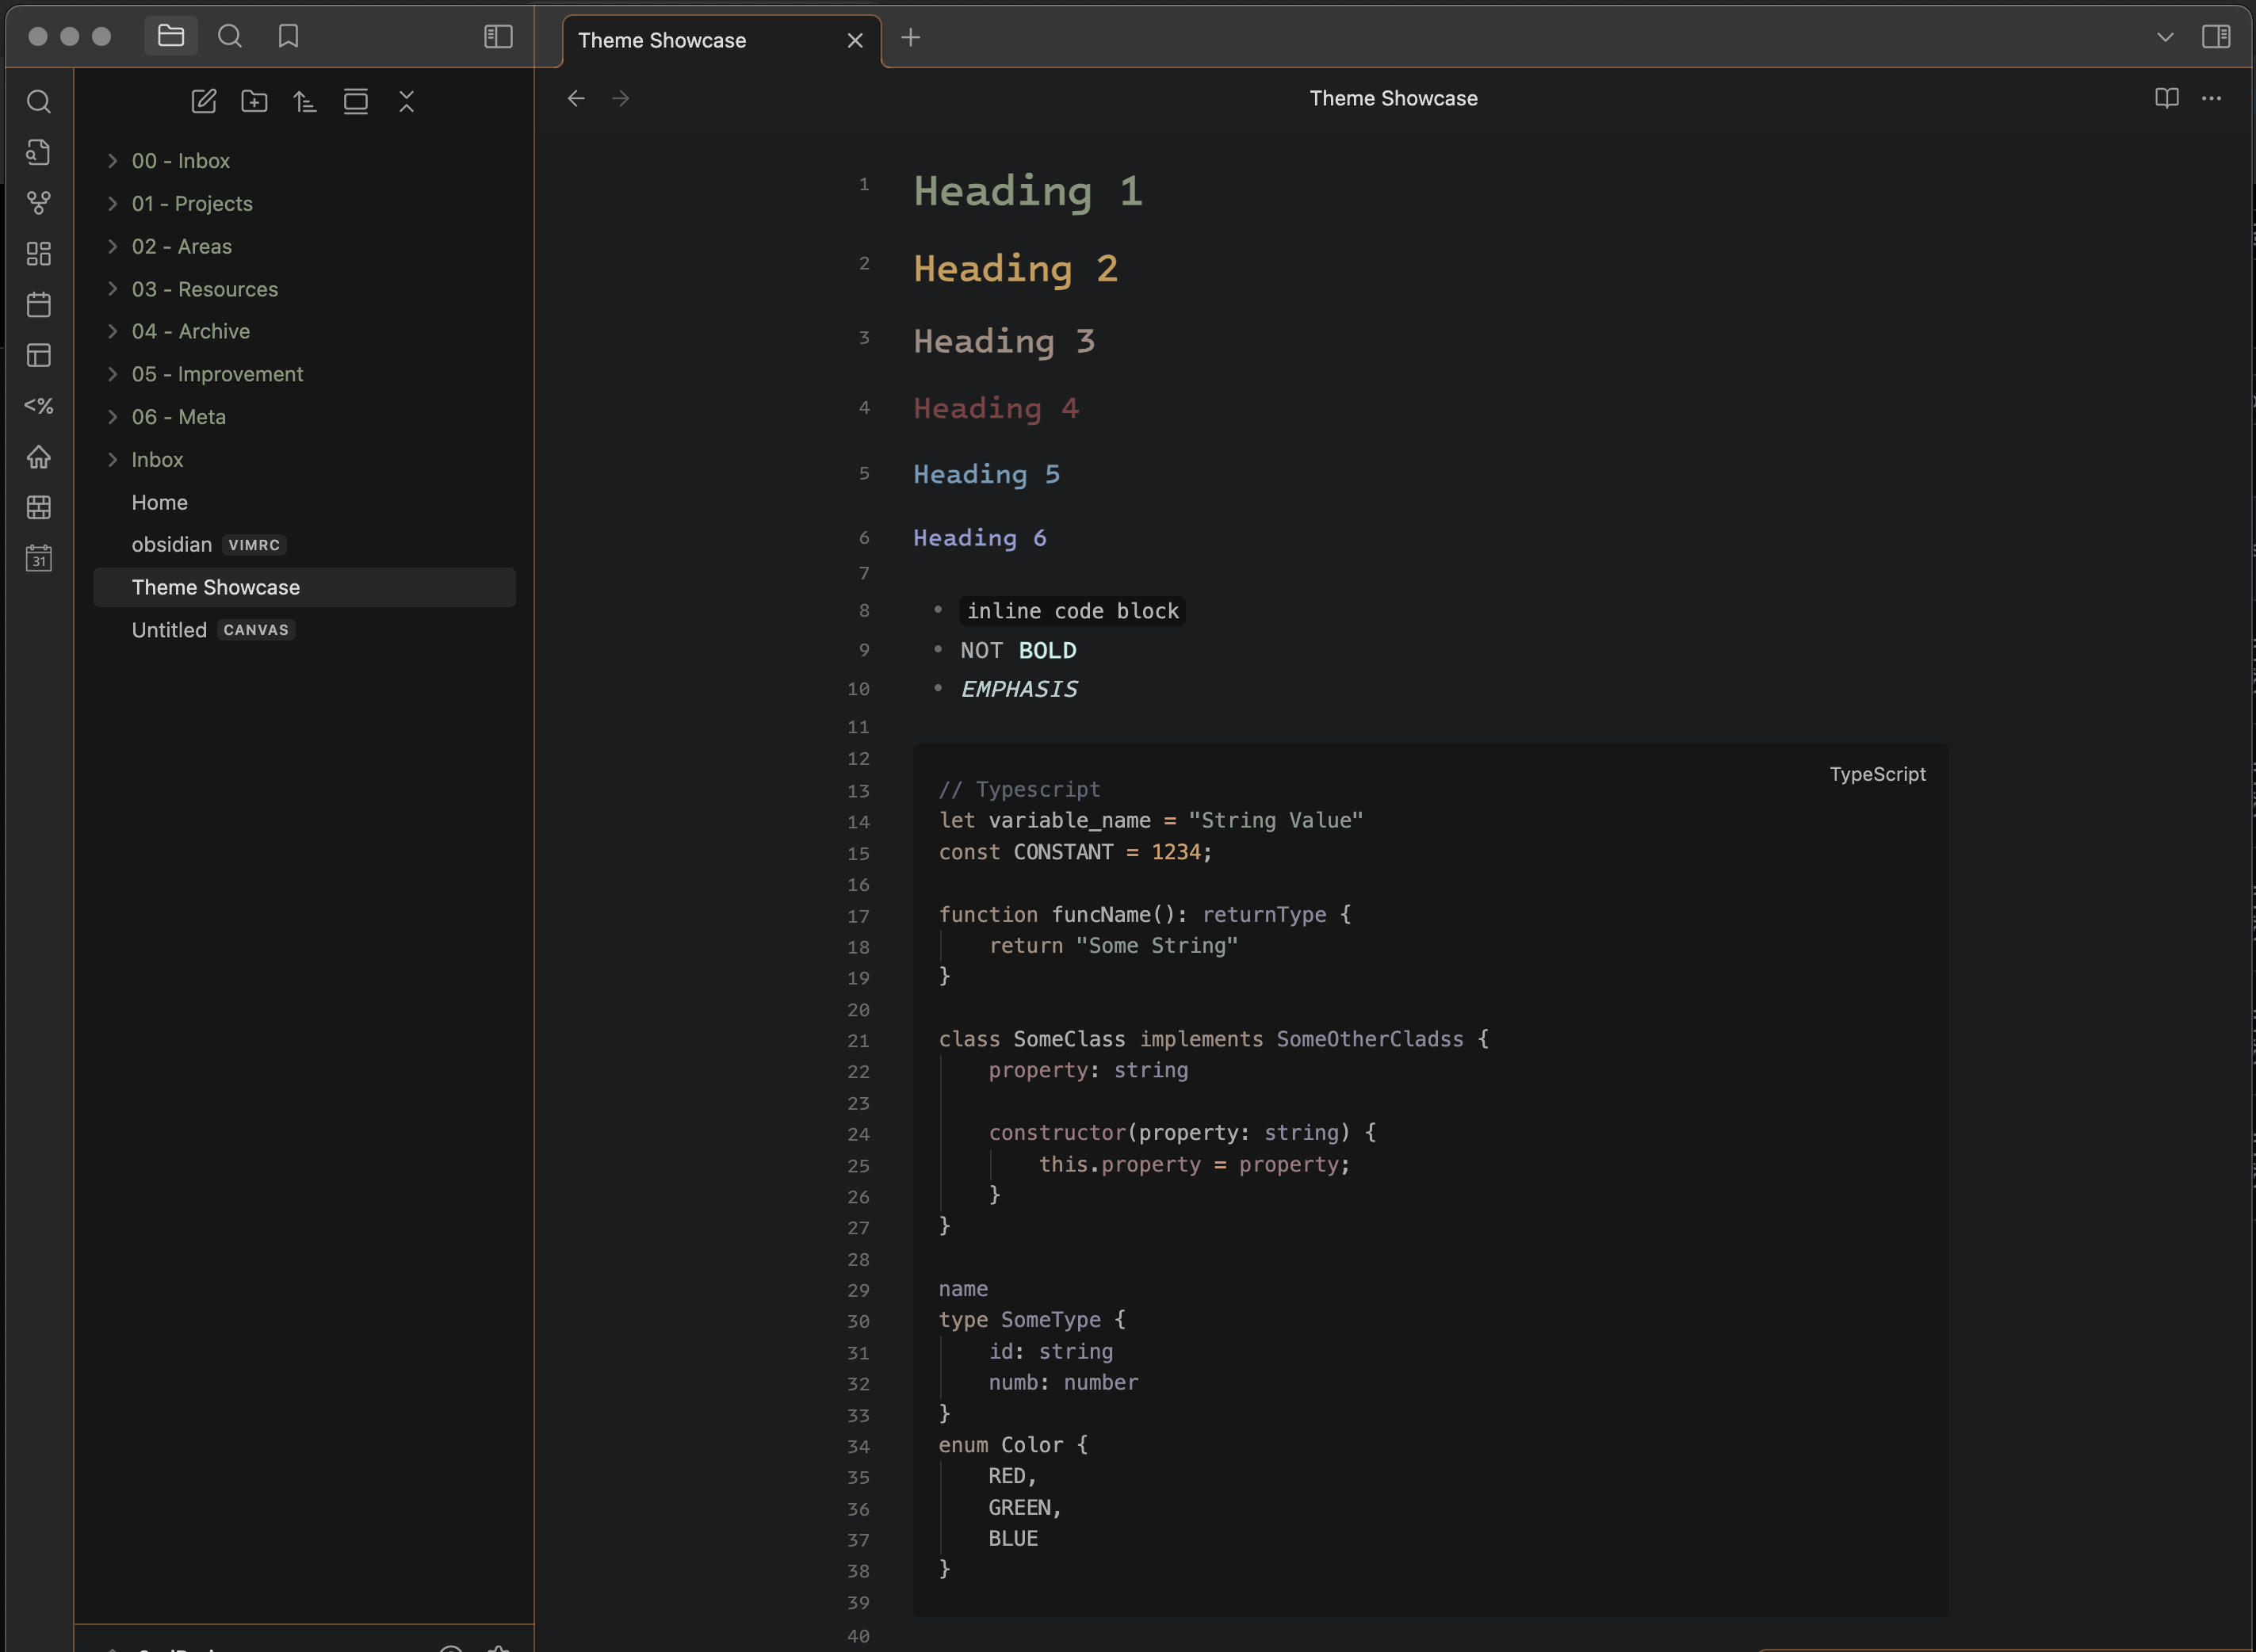 Theme Showcase
Theme Showcase
<%
31
00 - Inbox
01 - Projects
02 - Areas
03 - Resources
04 - Archive
05 - Improvement
06 - Meta
Inbox
Home
obsidian VIMRC
Theme Showcase
Untitled CANVAS
1 Heading 1
2 Heading 2
3 Heading 3
4 Heading 4
5 Heading 5
6 Heading 6
7
8 • inline code block
9 • NOT BOLD
10 • EMPHASIS
11
12
TypeScript
13 // Typescript
14 let variable_name = "String Value"
15 const CONSTANT = 1234;
16
17 function funcName(): returnType {
18 return "Some String"
19 }
20
21 class SomeClass implements SomeOtherCladss {
22 property: string
23
24 constructor(property: string) {
25 this.property = property;
26 }
27 }
28
29 name
30 type SomeType {
31 id: string
32 numb: number
33 }
34 enum Color {
35 RED,
36 GREEN,
37 BLUE
38 }
39
40